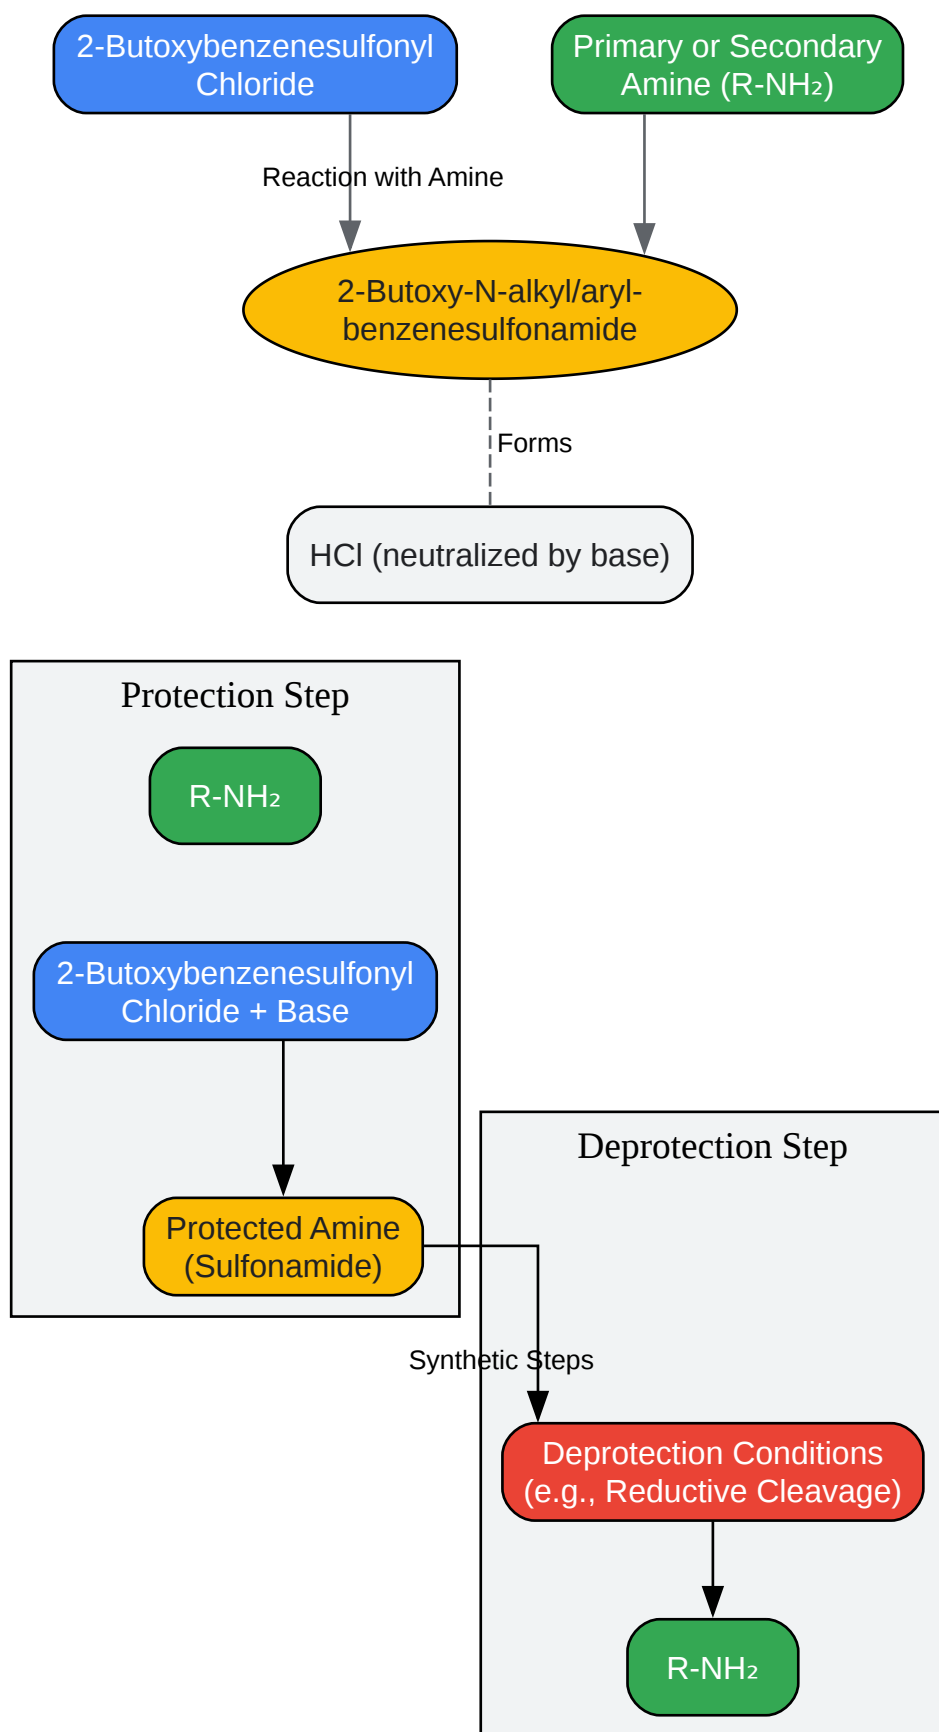 2-Butoxybenzenesulfonyl
Chloride
Primary or Secondary
Amine (R-NH₂)
Reaction with Amine
2-Butoxy-N-alkyl/aryl-
benzenesulfonamide
Forms
HCl (neutralized by base)
Protection Step
R-NH₂
2-Butoxybenzenesulfonyl
Chloride + Base
Protected Amine
(Sulfonamide)
Deprotection Step
Synthetic Steps
Deprotection Conditions
(e.g., Reductive Cleavage)
R-NH₂